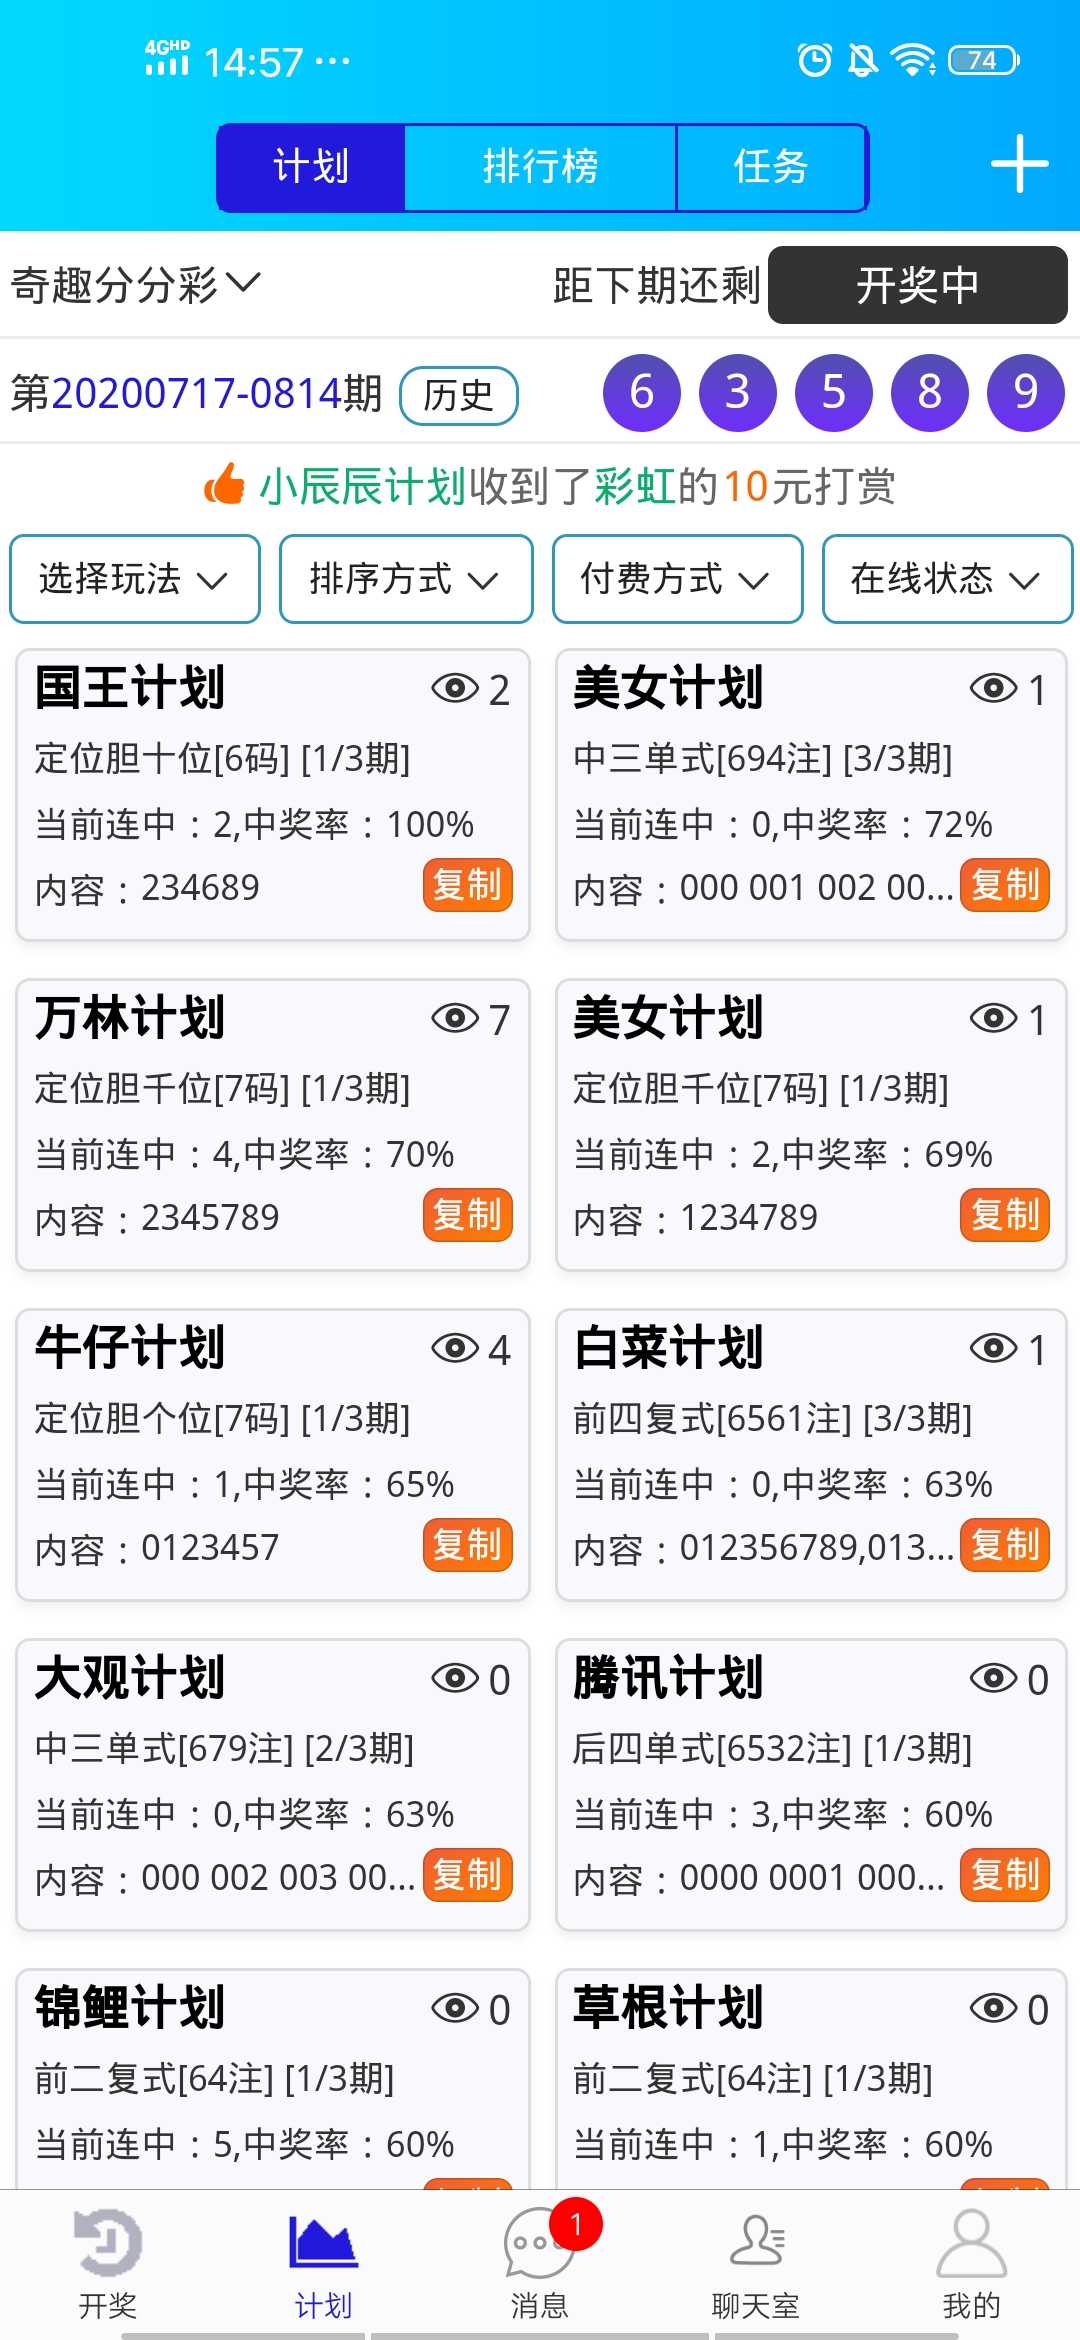 4G HD 14:57 ··· 74
计划 排行榜 任务
奇趣分分彩 距下期还剩 开奖中
第20200717-0814期 历史 6 3 5 8 9
小辰辰计划收到了彩虹的10元打赏
选择玩法 排序方式 付费方式 在线状态
国王计划 2
定位胆十位[6码] [1/3期]
当前连中：2,中奖率：100%
内容：234689 复制
美女计划 1
中三单式[694注] [3/3期]
当前连中：0,中奖率：72%
内容：000 001 002 00... 复制
万林计划 7
定位胆千位[7码] [1/3期]
当前连中：4,中奖率：70%
内容：2345789 复制
美女计划 1
定位胆千位[7码] [1/3期]
当前连中：2,中奖率：69%
内容：1234789 复制
牛仔计划 4
定位胆个位[7码] [1/3期]
当前连中：1,中奖率：65%
内容：0123457 复制
白菜计划 1
前四复式[6561注] [3/3期]
当前连中：0,中奖率：63%
内容：012356789,013... 复制
大观计划 0
中三单式[679注] [2/3期]
当前连中：0,中奖率：63%
内容：000 002 003 00... 复制
腾讯计划 0
后四单式[6532注] [1/3期]
当前连中：3,中奖率：60%
内容：0000 0001 000... 复制
锦鲤计划 0
前二复式[64注] [1/3期]
当前连中：5,中奖率：60%
草根计划 0
前二复式[64注] [1/3期]
当前连中：1,中奖率：60%
1
开奖 计划 消息 聊天室 我的